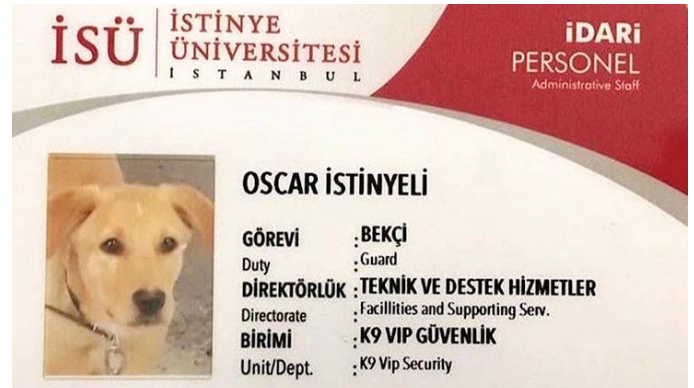 İSÜ
İSTİNYE
ÜNİVERSİTESİ
İSTANBUL
iDARi
PERSONEL
Administrative Staff
OSCAR İSTİNYELİ
GÖREVİ : BEKÇİ
Duty : Guard
DİREKTÖRLÜK : TEKNİK VE DESTEK HİZMETLER
Directorate : Facillities and Supporting Serv.
BİRİMİ : K9 VIP GÜVENLİK
Unit/Dept. : K9 Vip Security